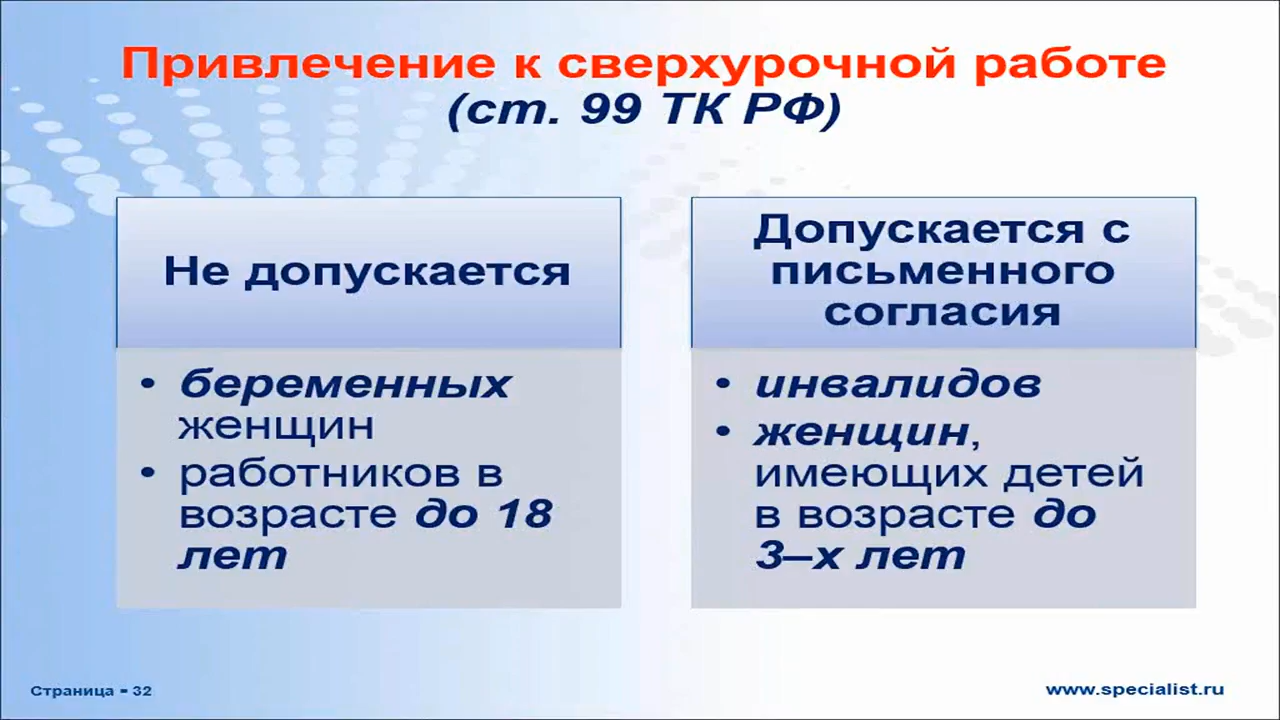 Привлечение к сверхурочной работе
(ст. 99 ТК РФ)
Не допускается
• беременных
женщин
• работников в
возрасте до 18
лет
Допускается с
письменного
согласия
• инвалидов
• женщин,
имеющих детей
в возрасте до
3–х лет
Страница - 32
www.specialist.ru